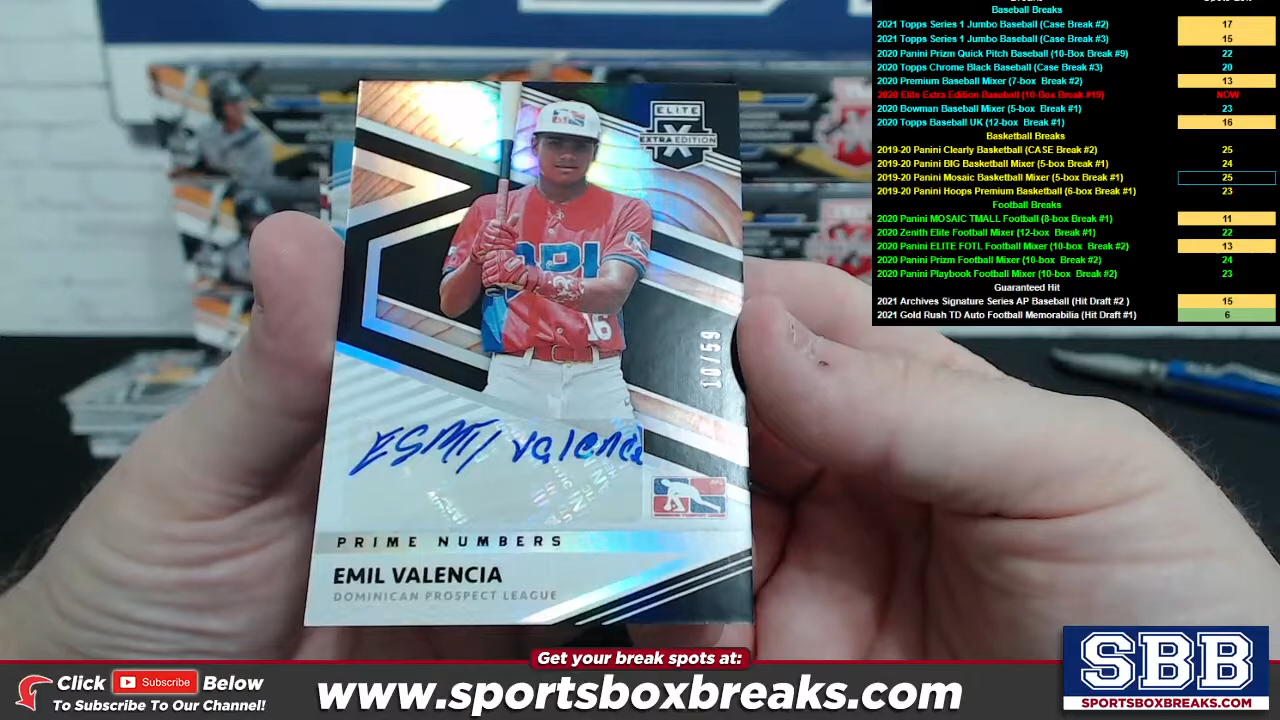 Baseball Breaks
2021 Topps Series 1 Jumbo Baseball (Case Break #2) 17
2021 Topps Series 1 Jumbo Baseball (Case Break #3) 15
2020 Panini Prizm Quick Pitch Baseball (10-Box Break #9) 22
2020 Topps Chrome Black Baseball (Case Break #3) 20
2020 Premium Baseball Mixer (7-box Break #2) 13
2020 Elite Extra Edition Baseball (10-Box Break #19) NOW
2020 Bowman Baseball Mixer (5-box Break #1) 23
2020 Topps Baseball UK (12-box Break #1) 16
Basketball Breaks
2019-20 Panini Clearly Basketball (CASE Break #2) 25
2019-20 Panini BIG Basketball Mixer (5-box Break #1) 24
2019-20 Panini Mosaic Basketball Mixer (5-box Break #1) 25
2019-20 Panini Hoops Premium Basketball (6-box Break #1) 23
Football Breaks
2020 Panini MOSAIC TMALL Football (8-box Break #1) 11
2020 Zenith Elite Football Mixer (12-box Break #1) 22
2020 Panini ELITE FOTL Football Mixer (10-box Break #2) 13
2020 Panini Prizm Football Mixer (10-box Break #2) 24
2020 Panini Playbook Football Mixer (10-box Break #2) 23
Guaranteed Hit
2021 Archives Signature Series AP Baseball (Hit Draft #2 ) 15
2021 Gold Rush TD Auto Football Memorabilia (Hit Draft #1) 6
ELITE
X
EXTRA EDITION
DPL
16
10/59
Valencia
PRIME NUMBERS
EMIL VALENCIA
DOMINICAN PROSPECT LEAGUE
Get your break spots at:
Click Subscribe Below
To Subscribe To Our Channel!
www.sportsboxbreaks.com
SBB
SPORTSBOXBREAKS.COM